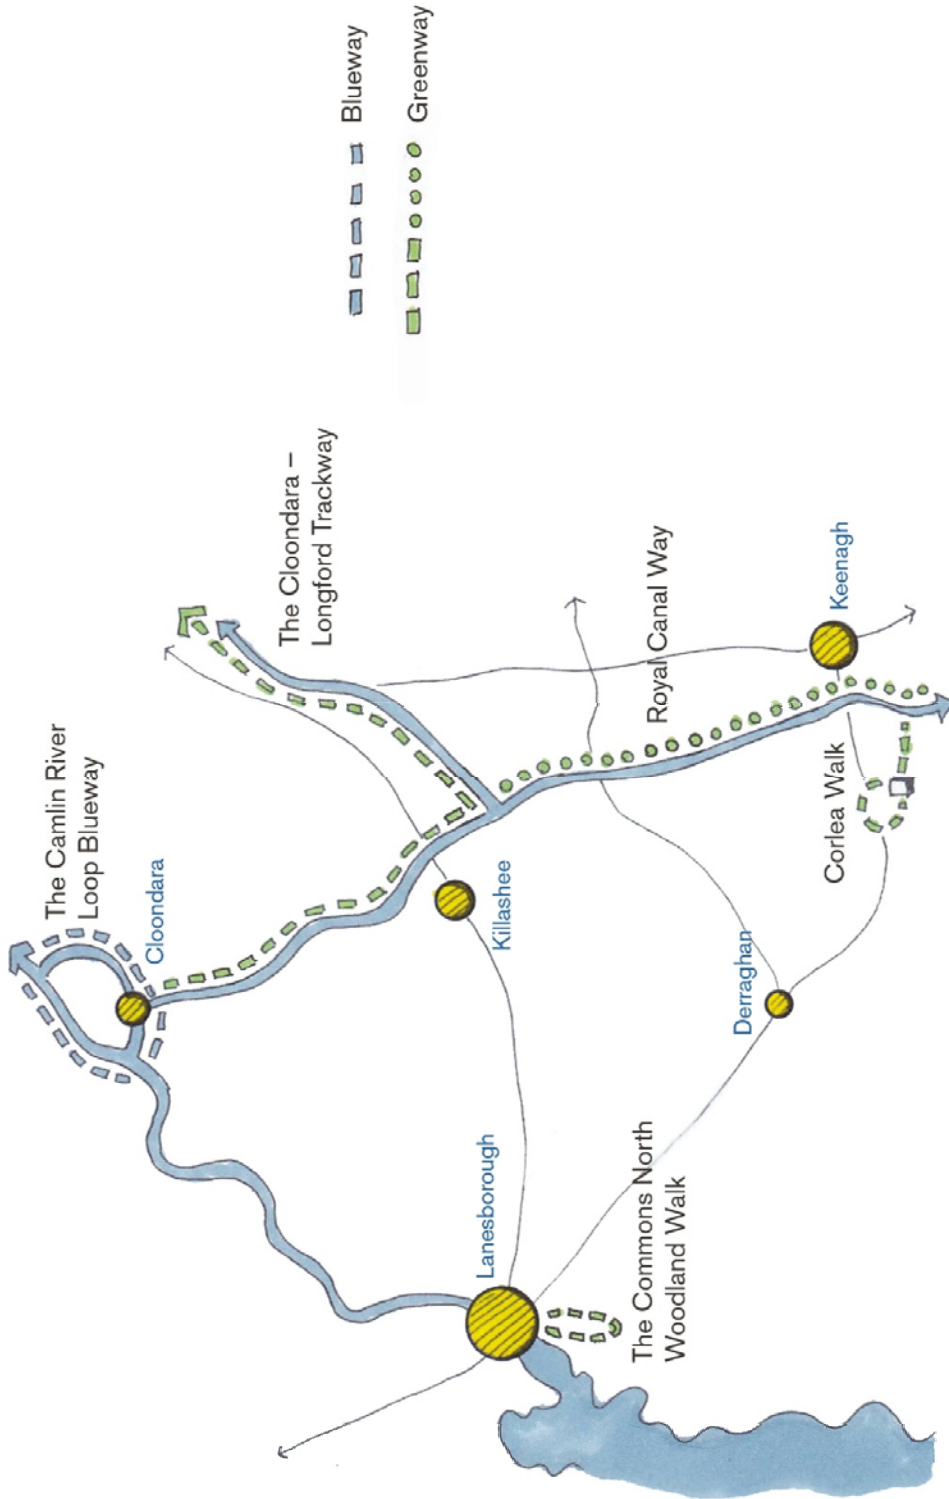 The Camlin River
Loop Blueway
Cloondara
The Cloondara –
Longford Trackway
Blueway
Greenway
Killashee
Royal Canal Way
Keenagh
Lanesborough
Derraghan
Corlea Walk
The Commons North
Woodland Walk